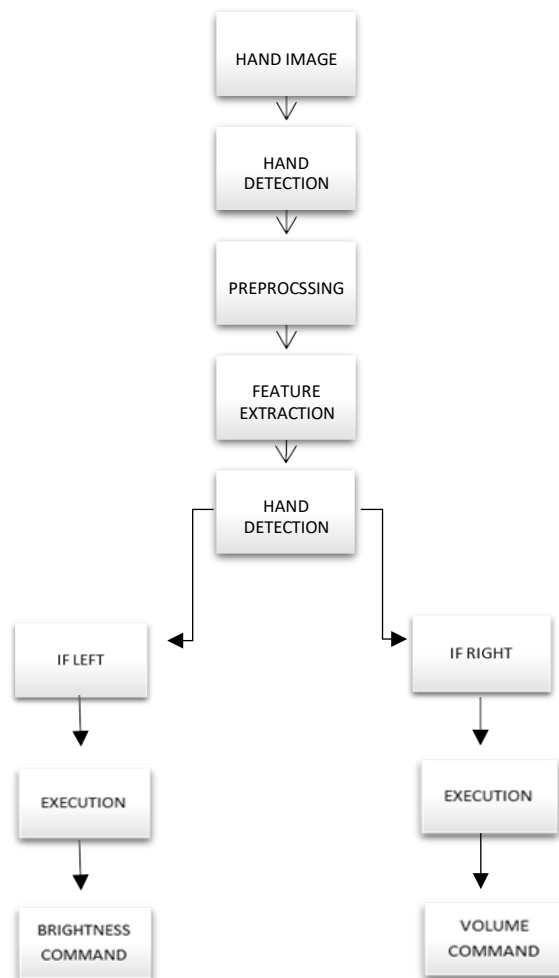 HAND IMAGE
HAND
DETECTION
PREPROCSSING
FEATURE
EXTRACTION
HAND
DETECTION
IF LEFT
IF RIGHT
EXECUTION
EXECUTION
BRIGHTNESS
COMMAND
VOLUME
COMMAND